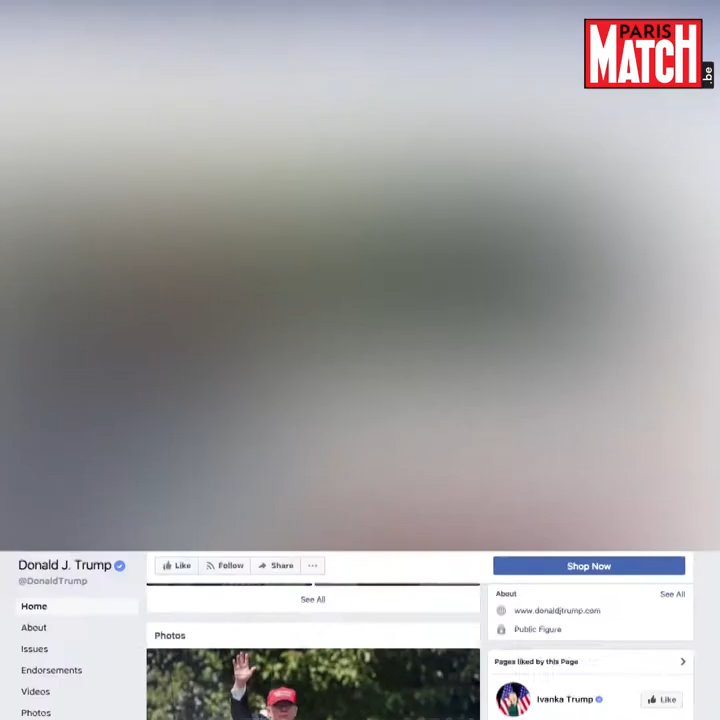 PARIS
MATCH
.be
Donald J. Trump
@DonaldTrump
Home
About
Issues
Endorsements
Videos
Photos
Like
Follow
Share
...
See All
Photos
Shop Now
About
See All
www.donaldjtrump.com
Public Figure
Pages liked by this Page
Ivanka Trump
Like